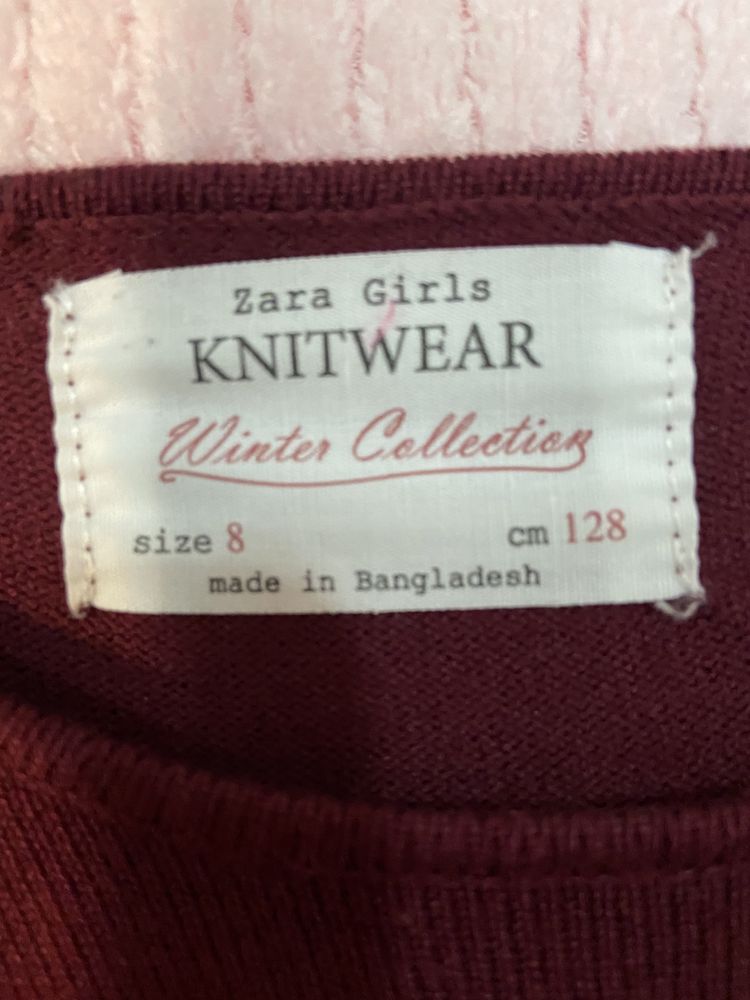 Zara Girls
KNITWEAR
Winter Collection
size 8 cm 128
made in Bangladesh